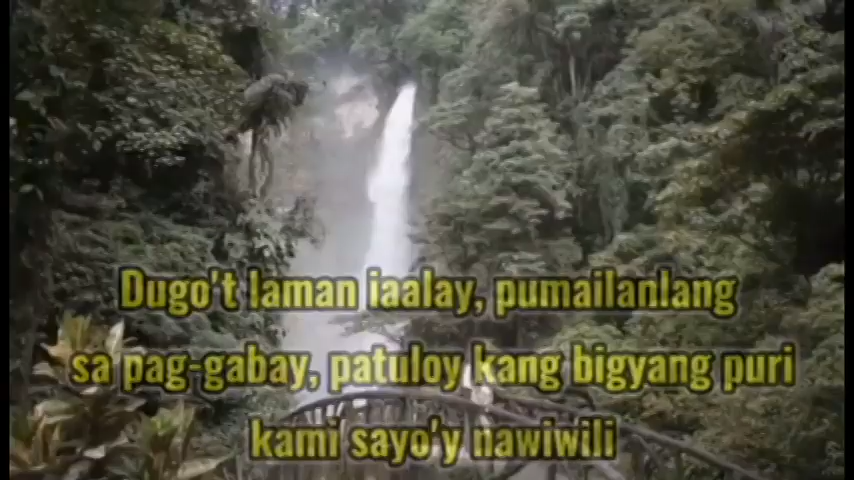 Dugo't laman iaalay, pumailanlang
sa pag-gabay, patuloy kang bigyang puri
kami sayo'y nawiwili